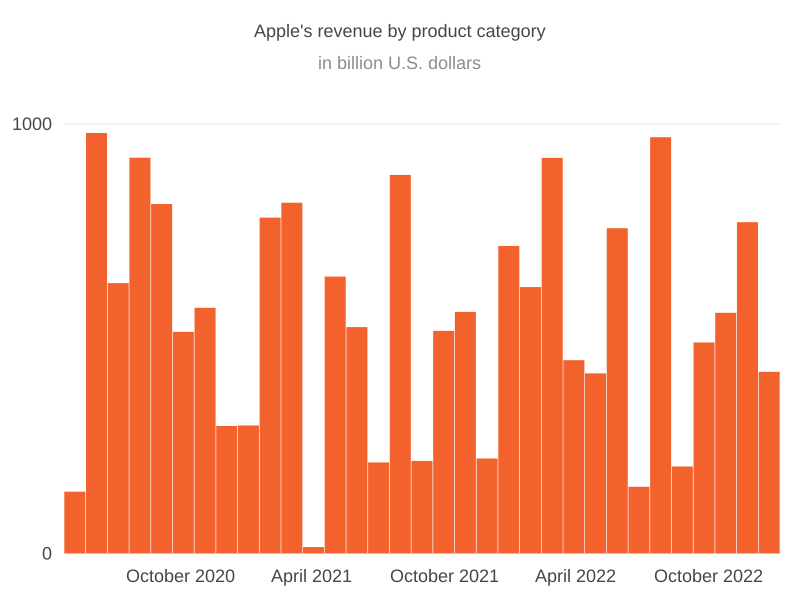 Apple's revenue by product category
in billion U.S. dollars
1000
0
October 2020
April 2021
October 2021
April 2022
October 2022